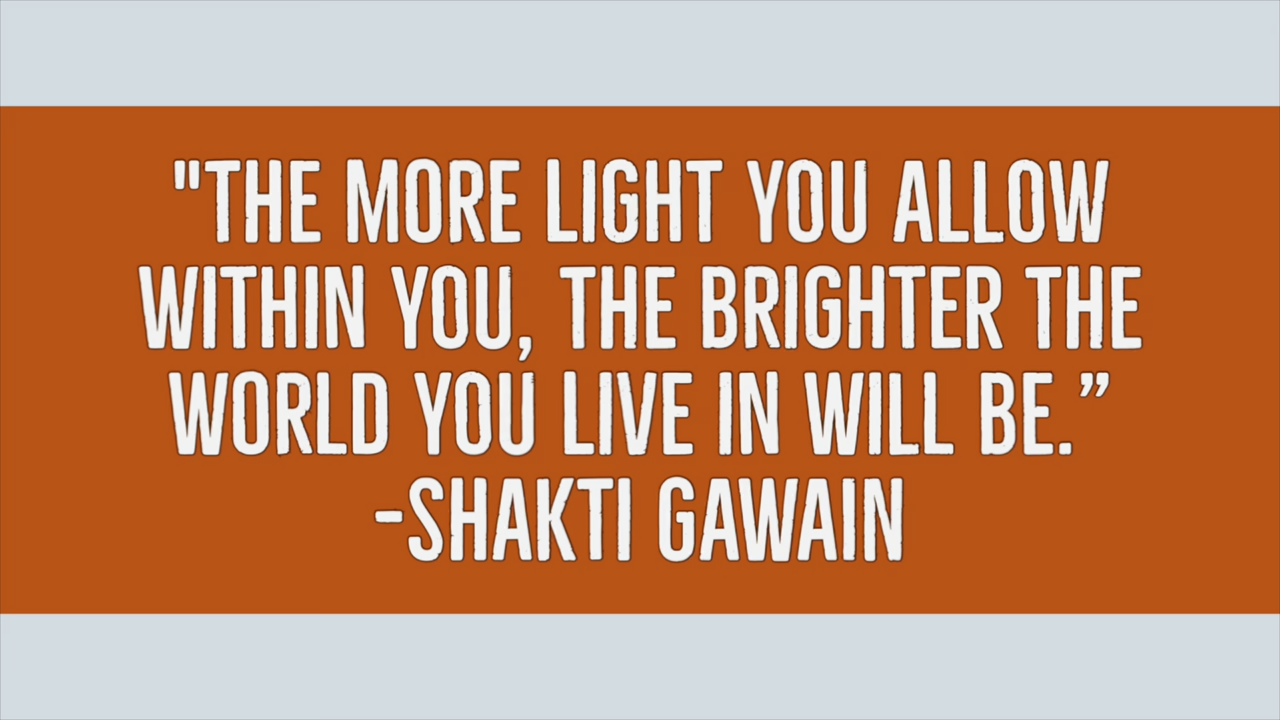 "THE MORE LIGHT YOU ALLOW
WITHIN YOU, THE BRIGHTER THE
WORLD YOU LIVE IN WILL BE.”
-SHAKTI GAWAIN